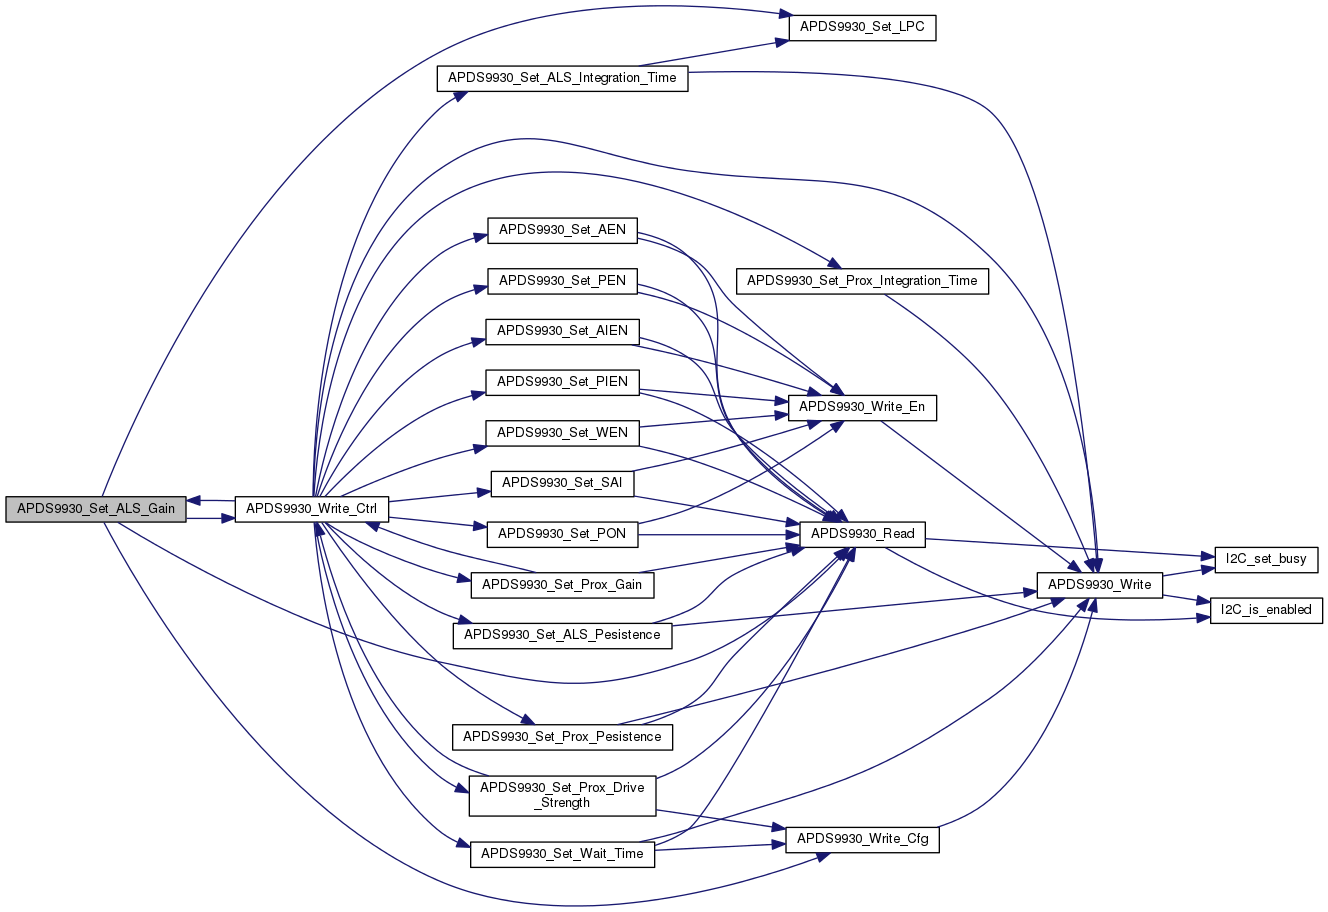 APDS9930_Set_LPC
APDS9930_Set_ALS_Integration_Time
APDS9930_Set_AEN
APDS9930_Set_PEN
APDS9930_Set_Prox_Integration_Time
APDS9930_Set_AIEN
APDS9930_Set_PIEN
APDS9930_Write_En
APDS9930_Set_WEN
APDS9930_Set_SAI
APDS9930_Set_ALS_Gain
APDS9930_Write_Ctrl
APDS9930_Set_PON
APDS9930_Read
I2C_set_busy
APDS9930_Set_Prox_Gain
APDS9930_Write
I2C_is_enabled
APDS9930_Set_ALS_Pesistence
APDS9930_Set_Prox_Pesistence
APDS9930_Set_Prox_Drive
_Strength
APDS9930_Write_Cfg
APDS9930_Set_Wait_Time